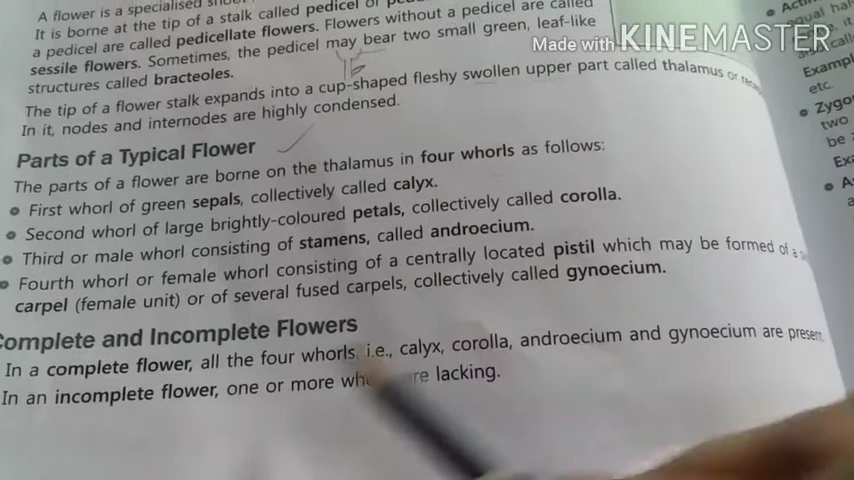 A flower is a specialised
It is borne at the tip of a stalk called pedicel
a pedicel are called pedicellate flowers. Flowers without a pedicel are called
sessile flowers. Sometimes, the pedicel may bear two small green, leaf-like
structures called bracteoles.
The tip of a flower stalk expands into a cup-shaped fleshy swollen upper part called thalamus or
In it, nodes and internodes are highly condensed.
Parts of a Typical Flower
The parts of a flower are borne on the thalamus in four whorls as follows:
• First whorl of green sepals, collectively called calyx.
• Second whorl of large brightly-coloured petals, collectively called corolla.
• Third or male whorl consisting of stamens, called androecium.
• Fourth whorl or female whorl consisting of a centrally located pistil which may be formed of a
carpel (female unit) or of several fused carpels, collectively called gynoecium.
Complete and Incomplete Flowers
In a complete flower, all the four whorls, i.e., calyx, corolla, androecium and gynoecium are present.
In an incomplete flower, one or more lacking.
Made with KINEMASTER
equal
Exampl
etc.
• Zygo
two
be
Exa
• A
a